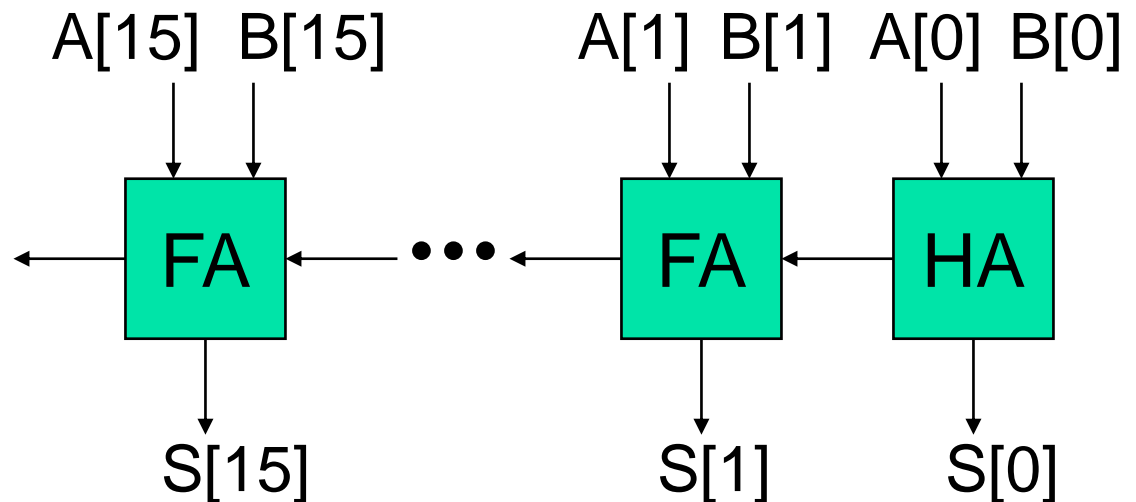 A[15] B[15] A[1] B[1] A[0] B[0]
FA ••• FA HA
S[15] S[1] S[0]